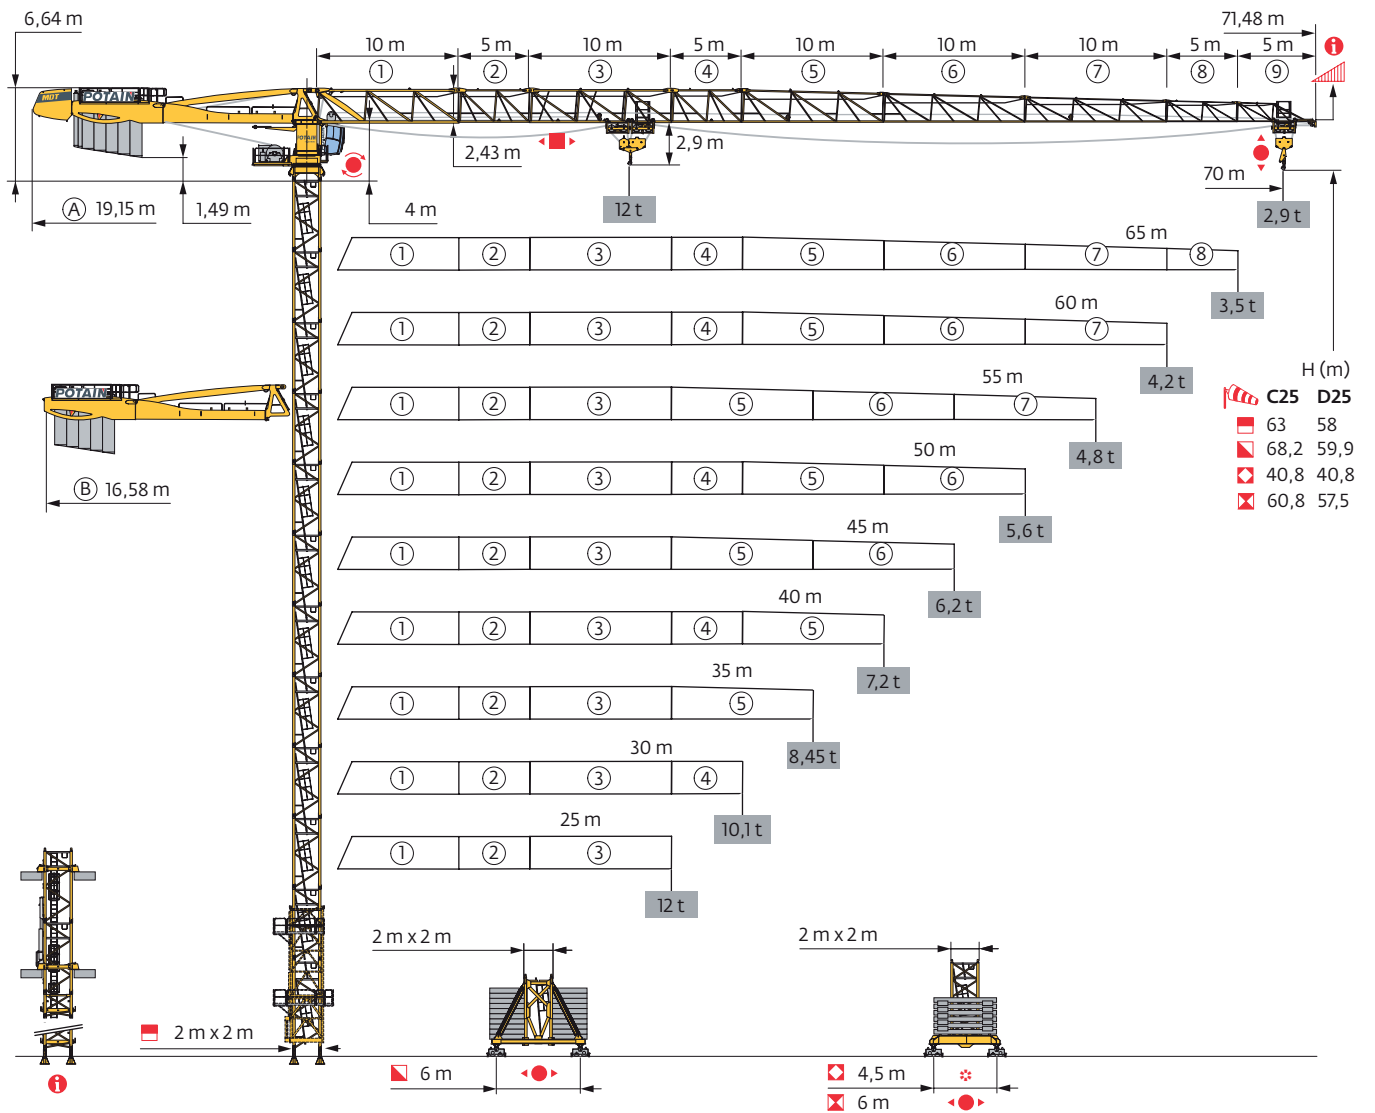 6,64 m
71,48 m
10 m 5 m 10 m 5 m 10 m 10 m 10 m 5 m 5 m
1 2 3 4 5 6 7 8 9
i
MDT
POTAIN
POTAIN
2,43 m
2,9 m
70 m
A 19,15 m
1,49 m
4 m
12 t
2,9 t
65 m
1 2 3 4 5 6 7 8
3,5 t
60 m
1 2 3 4 5 6 7
4,2 t
H (m)
C25 D25
63 58
68,2 59,9
40,8 40,8
60,8 57,5
POTAIN
B 16,58 m
55 m
1 2 3 5 6 7
4,8 t
50 m
1 2 3 4 5 6
5,6 t
45 m
1 2 3 5 6
6,2 t
40 m
1 2 3 4 5
7,2 t
35 m
1 2 3 5
8,45 t
30 m
1 2 3 4
10,1 t
25 m
1 2 3
12 t
2 m x 2 m
2 m x 2 m
2 m x 2 m
i
6 m
4,5 m
6 m